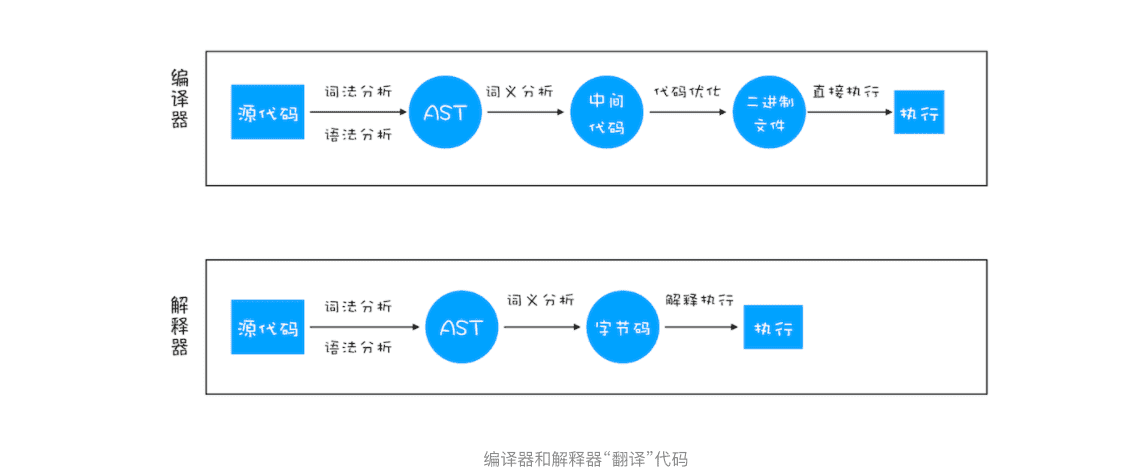 编译器
源代码
词法分析
语法分析
AST
词义分析
中间
代码
代码优化
二进制
文件
直接执行
执行
解释器
源代码
词法分析
语法分析
AST
词义分析
字节码
解释执行
执行
编译器和解释器“翻译”代码